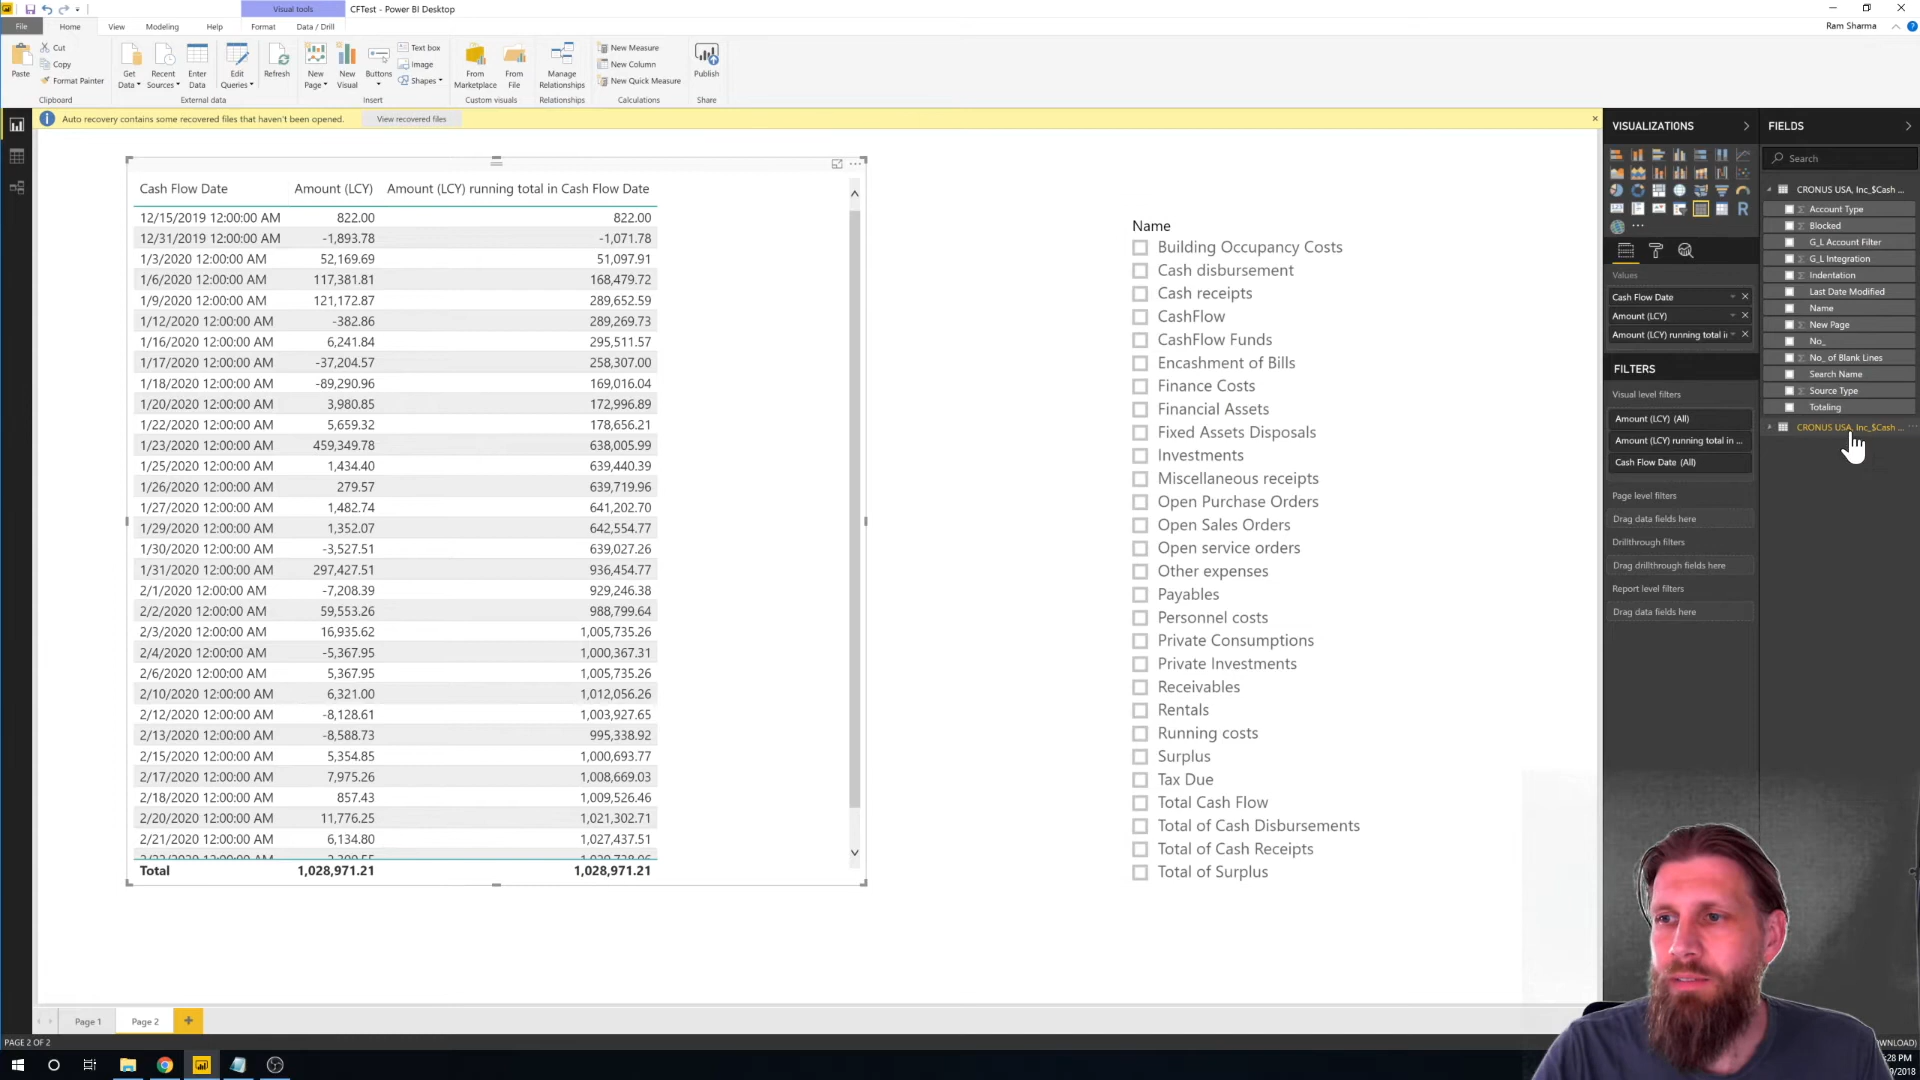 Visual tools
CFTest - Power BI Desktop
File
Home
View
Modeling
Help
Format
Data / Drill
Ram Sharma
Paste
Cut
Copy
Format Painter
Clipboard
Get Data
Recent Sources
Enter Data
Edit Queries
Refresh
External data
New Page
New Visual
Buttons
Text box
Image
Shapes
Insert
From Marketplace
From File
Custom visuals
Manage Relationships
Relationships
New Measure
New Column
New Quick Measure
Calculations
Publish
Share
Auto recovery contains some recovered files that haven't been opened.
View recovered files
Cash Flow Date Amount (LCY) Amount (LCY) running total in Cash Flow Date
12/15/2019 12:00:00 AM 822.00 822.00
12/31/2019 12:00:00 AM -1,893.78 -1,071.78
1/3/2020 12:00:00 AM 52,169.69 51,097.91
1/6/2020 12:00:00 AM 117,381.81 168,479.72
1/9/2020 12:00:00 AM 121,172.87 289,652.59
1/12/2020 12:00:00 AM -382.86 289,269.73
1/16/2020 12:00:00 AM 6,241.84 295,511.57
1/17/2020 12:00:00 AM -37,204.57 258,307.00
1/18/2020 12:00:00 AM -89,290.96 169,016.04
1/20/2020 12:00:00 AM 3,980.85 172,996.89
1/22/2020 12:00:00 AM 5,659.32 178,656.21
1/23/2020 12:00:00 AM 459,349.78 638,005.99
1/25/2020 12:00:00 AM 1,434.40 639,440.39
1/26/2020 12:00:00 AM 279.57 639,719.96
1/27/2020 12:00:00 AM 1,482.74 641,202.70
1/29/2020 12:00:00 AM 1,352.07 642,554.77
1/30/2020 12:00:00 AM -3,527.51 639,027.26
1/31/2020 12:00:00 AM 297,427.51 936,454.77
2/1/2020 12:00:00 AM -7,208.39 929,246.38
2/2/2020 12:00:00 AM 59,553.26 988,799.64
2/3/2020 12:00:00 AM 16,935.62 1,005,735.26
2/4/2020 12:00:00 AM -5,367.95 1,000,367.31
2/6/2020 12:00:00 AM 5,367.95 1,005,735.26
2/10/2020 12:00:00 AM 6,321.00 1,012,056.26
2/12/2020 12:00:00 AM -8,128.61 1,003,927.65
2/13/2020 12:00:00 AM -8,588.73 995,338.92
2/15/2020 12:00:00 AM 5,354.85 1,000,693.77
2/17/2020 12:00:00 AM 7,975.26 1,008,669.03
2/18/2020 12:00:00 AM 857.43 1,009,526.46
2/20/2020 12:00:00 AM 11,776.25 1,021,302.71
2/21/2020 12:00:00 AM 6,134.80 1,027,437.51
Total 1,028,971.21 1,028,971.21
Name
Building Occupancy Costs
Cash disbursement
Cash receipts
CashFlow
CashFlow Funds
Encashment of Bills
Finance Costs
Financial Assets
Fixed Assets Disposals
Investments
Miscellaneous receipts
Open Purchase Orders
Open Sales Orders
Open service orders
Other expenses
Payables
Personnel costs
Private Consumptions
Private Investments
Receivables
Rentals
Running costs
Surplus
Tax Due
Total Cash Flow
Total of Cash Disbursements
Total of Cash Receipts
Total of Surplus
VISUALIZATIONS
R
Values
Cash Flow Date
Amount (LCY)
Amount (LCY) running total i
FILTERS
Visual level filters
Amount (LCY) (All)
Amount (LCY) running total in ...
Cash Flow Date (All)
Page level filters
Drag data fields here
Drillthrough filters
Drag drillthrough fields here
Report level filters
Drag data fields here
FIELDS
Search
CRONUS USA, Inc_$Cash ...
Account Type
Blocked
G_L Account Filter
G_L Integration
Indentation
Last Date Modified
Name
New Page
No_
No_ of Blank Lines
Search Name
Source Type
Totaling
CRONUS USA, Inc_$Cash ...
Page 1
Page 2
PAGE 2 OF 2
WNLOAD)
:28 PM
9/2018